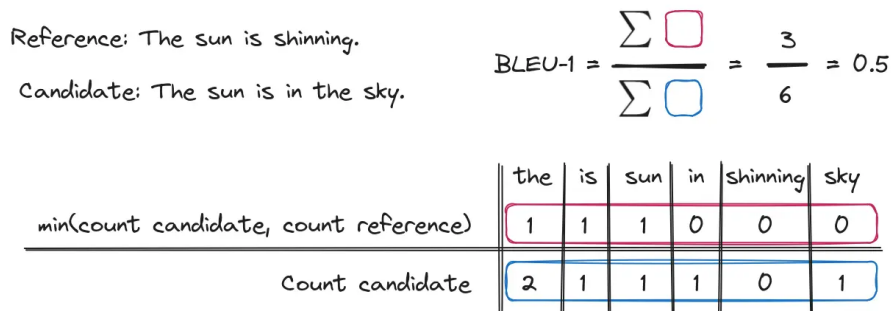 Reference: The sun is shinning.
Candidate: The sun is in the sky.
BLEU-1 = ∑ / ∑ = 3 / 6 = 0.5
the is sun in shinning sky
min(count candidate, count reference) 1 1 1 0 0 0
Count candidate 2 1 1 1 0 1